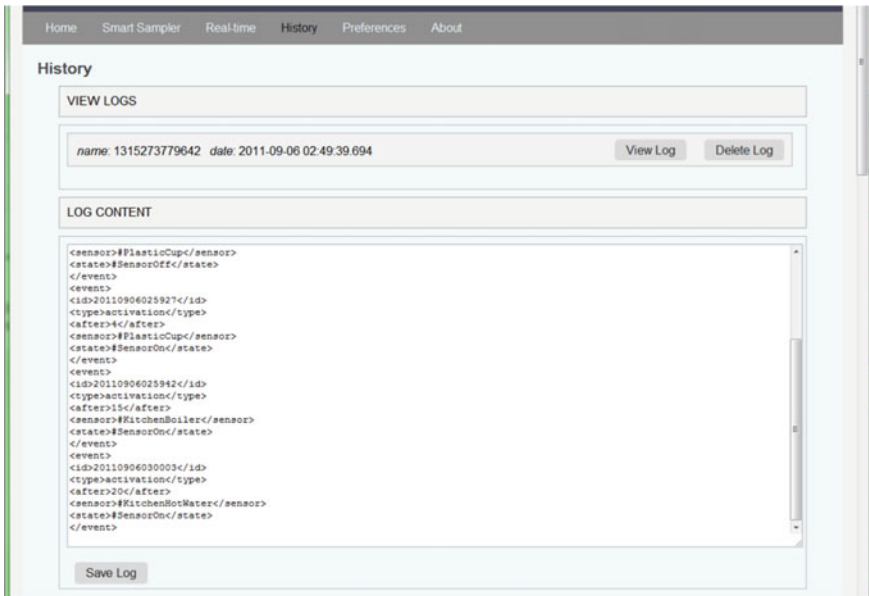 Home Smart Sampler Real-time History Preferences About
History
VIEW LOGS
name: 1315273779642 date: 2011-09-06 02:49:39.694 View Log Delete Log
LOG CONTENT
<sensor>#PlasticCup</sensor>
<state>#SensorOff</state>
</event>
<event>
<id>20110906025927</id>
<type>activation</type>
<after>4</after>
<sensor>#PlasticCup</sensor>
<state>#SensorOn</state>
</event>
<event>
<id>20110906025942</id>
<type>activation</type>
<after>15</after>
<sensor>#KitchenBoiler</sensor>
<state>#SensorOn</state>
</event>
<event>
<id>20110906030003</id>
<type>activation</type>
<after>20</after>
<sensor>#KitchenHotWater</sensor>
<state>#SensorOn</state>
</event>
Save Log